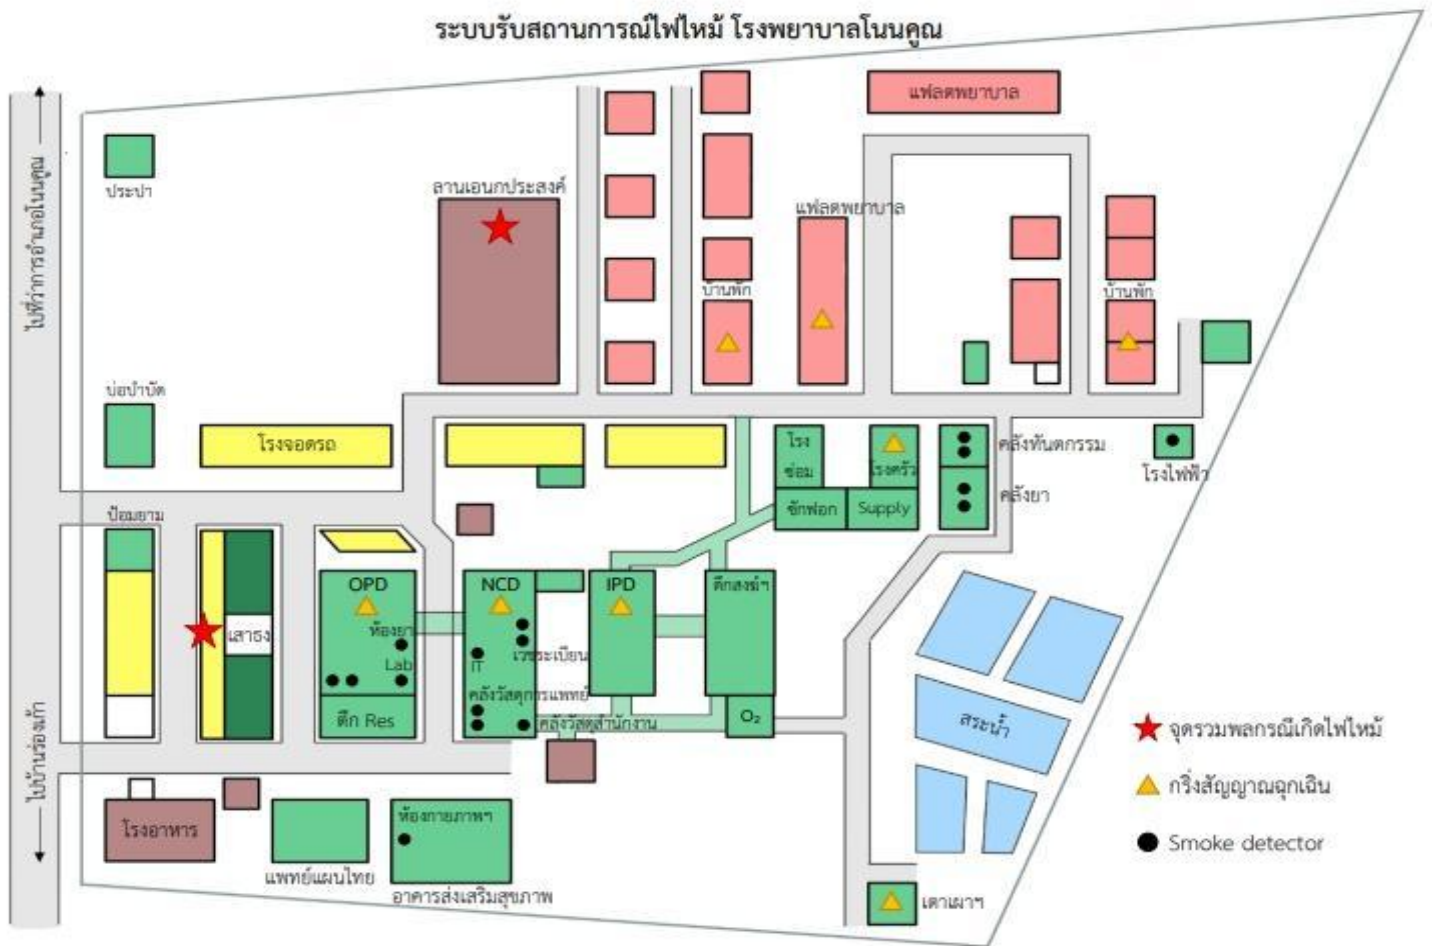 ระบบรับสถานการณ์ไฟไหม้ โรงพยาบาลโนนคูณ
ไปที่ว่าการอำเภอโนนคูณ
ประปา
ลานเอนกประสงค์
แฟลตพยาบาล
แฟลตพยาบาล
บ้านพัก
บ้านพัก
บ่อบำบัด
โรงจอดรถ
โรง
ซ่อม
โรงครัว
ซักฟอก
Supply
คลังทันตกรรม
คลังยา
โรงไฟฟ้า
ป้อมยาม
เสาธง
OPD
ห้องยา
Lab
ตึก Res
NCD
IT
เวชระเบียน
คลังวัสดุการแพทย์
คลังวัสดุสำนักงาน
IPD
ตึกสงฆ์ฯ
O₂
สระน้ำ
ไปบ้านร่องเก้า
โรงอาหาร
แพทย์แผนไทย
ห้องกายภาพฯ
อาคารส่งเสริมสุขภาพ
เตาเผาฯ
จุดรวมพลกรณีเกิดไฟไหม้
กริ่งสัญญาณฉุกเฉิน
Smoke detector